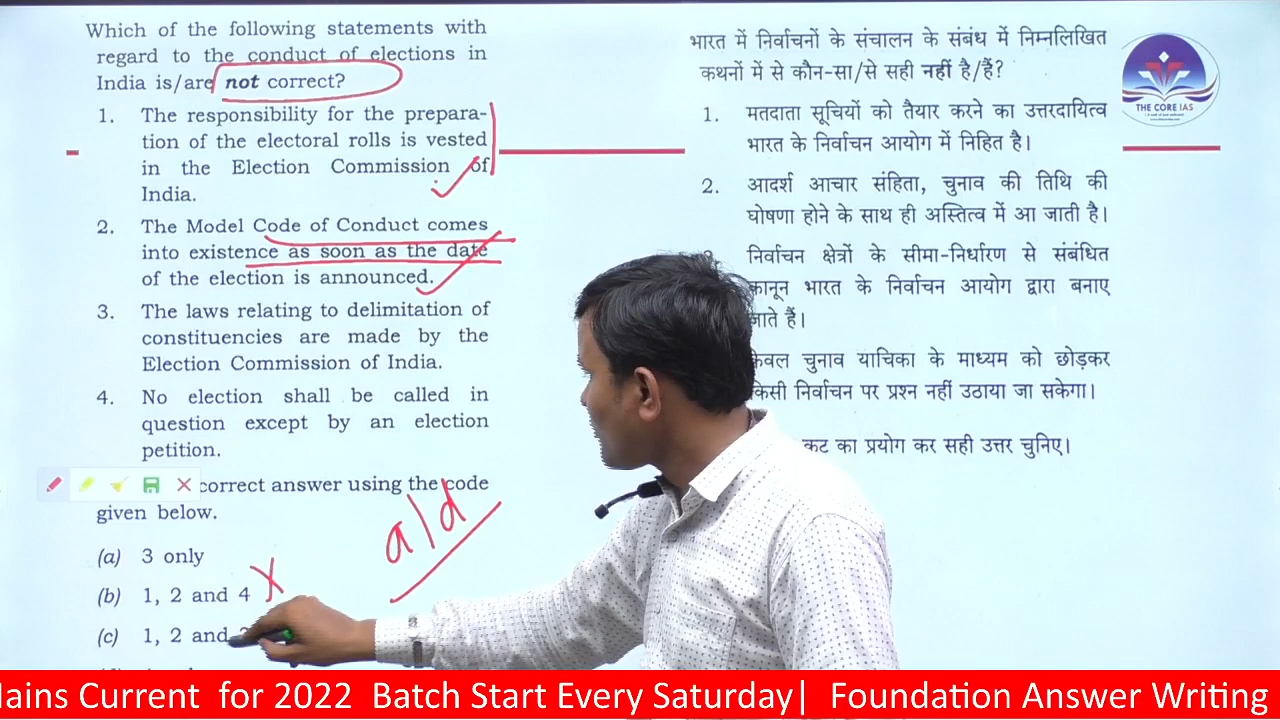 Which of the following statements with
regard to the conduct of elections in
India is/are not correct?
1. The responsibility for the prepara-
tion of the electoral rolls is vested
in the Election Commission of
India.
2. The Model Code of Conduct comes
into existence as soon as the date
of the election is announced.
3. The laws relating to delimitation of
constituencies are made by the
Election Commission of India.
4. No election shall be called in
question except by an election
petition.
correct answer using the code
given below.
(a) 3 only
(b) 1, 2 and 4
(c) 1, 2 and
a/d
भारत में निर्वाचनों के संचालन के संबंध में निम्नलिखित
कथनों में से कौन-सा/से सही नहीं है/हैं?
1. मतदाता सूचियों को तैयार करने का उत्तरदायित्व
भारत के निर्वाचन आयोग में निहित है।
2. आदर्श आचार संहिता, चुनाव की तिथि की
घोषणा होने के साथ ही अस्तित्व में आ जाती है।
निर्वाचन क्षेत्रों के सीमा-निर्धारण से संबंधित
कानून भारत के निर्वाचन आयोग द्वारा बनाए
जाते हैं।
केवल चुनाव याचिका के माध्यम को छोड़कर
किसी निर्वाचन पर प्रश्न नहीं उठाया जा सकेगा।
कूट का प्रयोग कर सही उत्तर चुनिए।
THE CORE IAS
Mains Current for 2022 Batch Start Every Saturday| Foundation Answer Writing